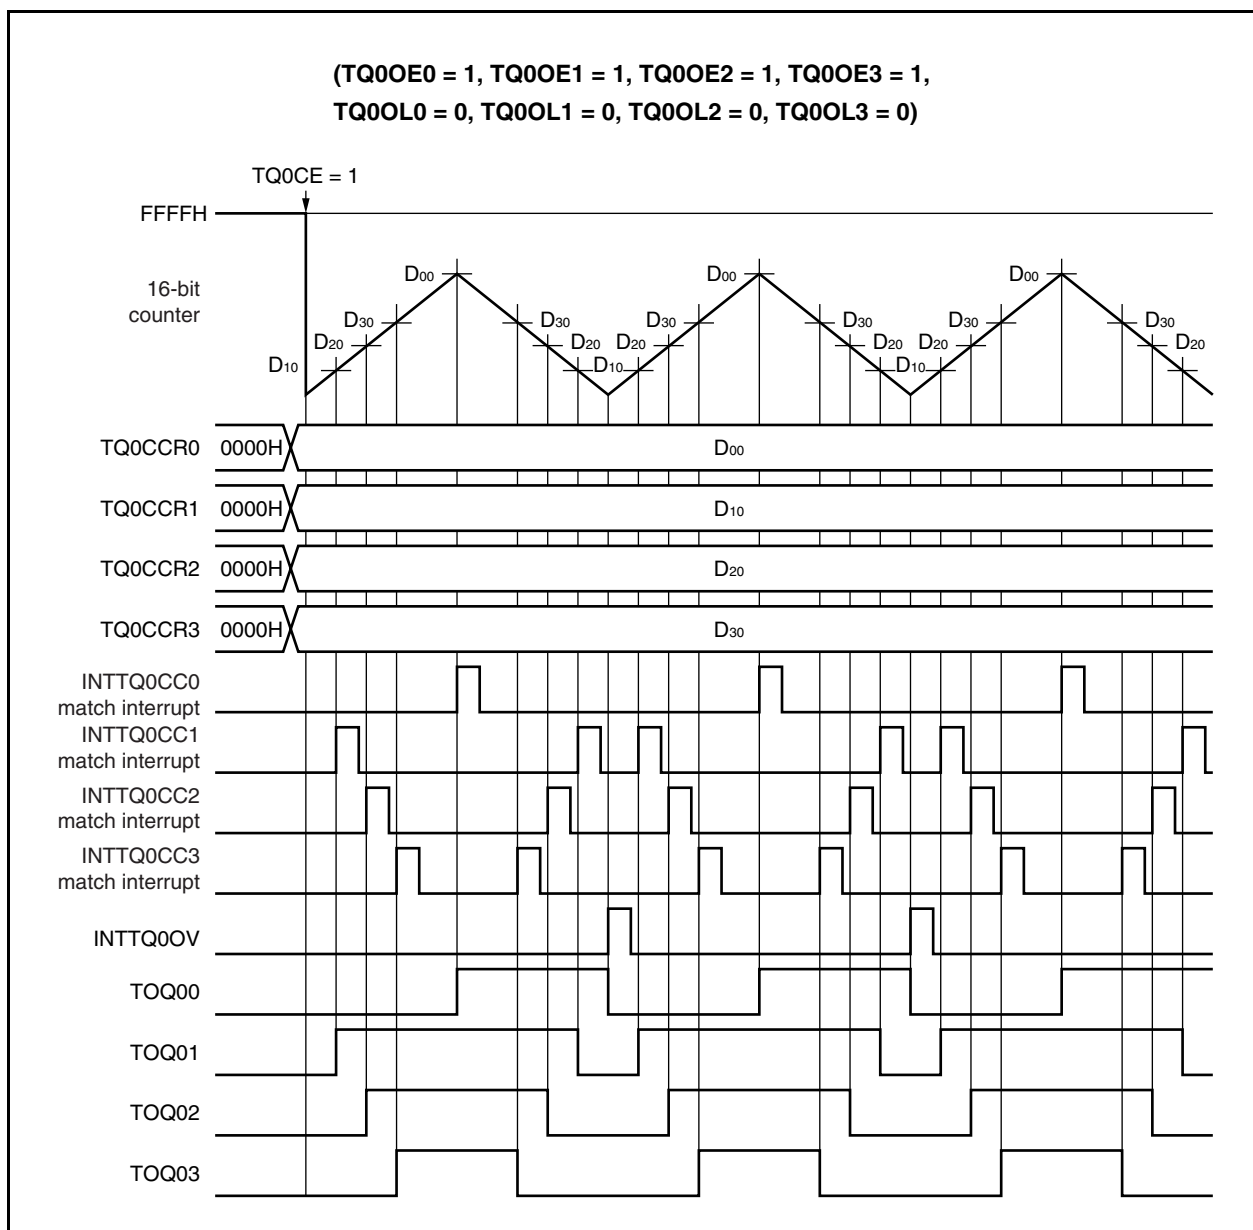 (TQ0OE0 = 1, TQ0OE1 = 1, TQ0OE2 = 1, TQ0OE3 = 1,
TQ0OL0 = 0, TQ0OL1 = 0, TQ0OL2 = 0, TQ0OL3 = 0)
TQ0CE = 1
FFFFH
16-bit
counter
D00 D00 D00
D30 D30 D30 D30 D30 D30
D20 D20 D20 D20 D20 D20
D10 D10 D10
TQ0CCR0 0000H D00
TQ0CCR1 0000H D10
TQ0CCR2 0000H D20
TQ0CCR3 0000H D30
INTTQ0CC0
match interrupt
INTTQ0CC1
match interrupt
INTTQ0CC2
match interrupt
INTTQ0CC3
match interrupt
INTTQ0OV
TOQ00
TOQ01
TOQ02
TOQ03